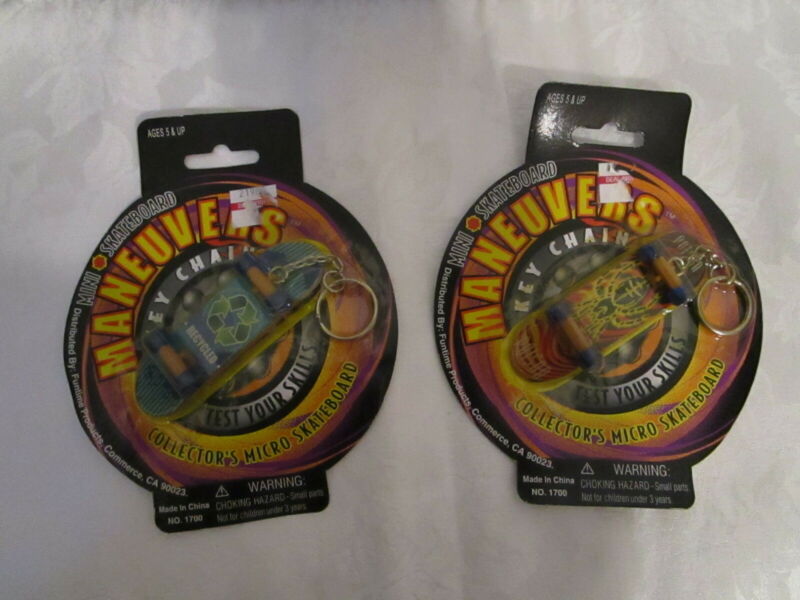 AGES 5 & UP
MINI SKATEBOARD
MANEUVERS
KEY CHAIN
RECYCLED
TEST YOUR SKILLS
COLLECTOR'S MICRO SKATEBOARD
Distributed By: Funtime Products, Commerce, CA 90023.
WARNING:
CHOKING HAZARD - Small parts
Not for children under 3 years.
Made In China
NO. 1700
AGES 5 & UP
MINI SKATEBOARD
MANEUVERS TM
KEY CHAIN
TEST YOUR SKILLS
COLLECTOR'S MICRO SKATEBOARD
Distributed By: Funtime Products, Commerce, CA 90023.
WARNING:
CHOKING HAZARD - Small parts.
Not for children under 3 years.
Made In China
NO. 1700